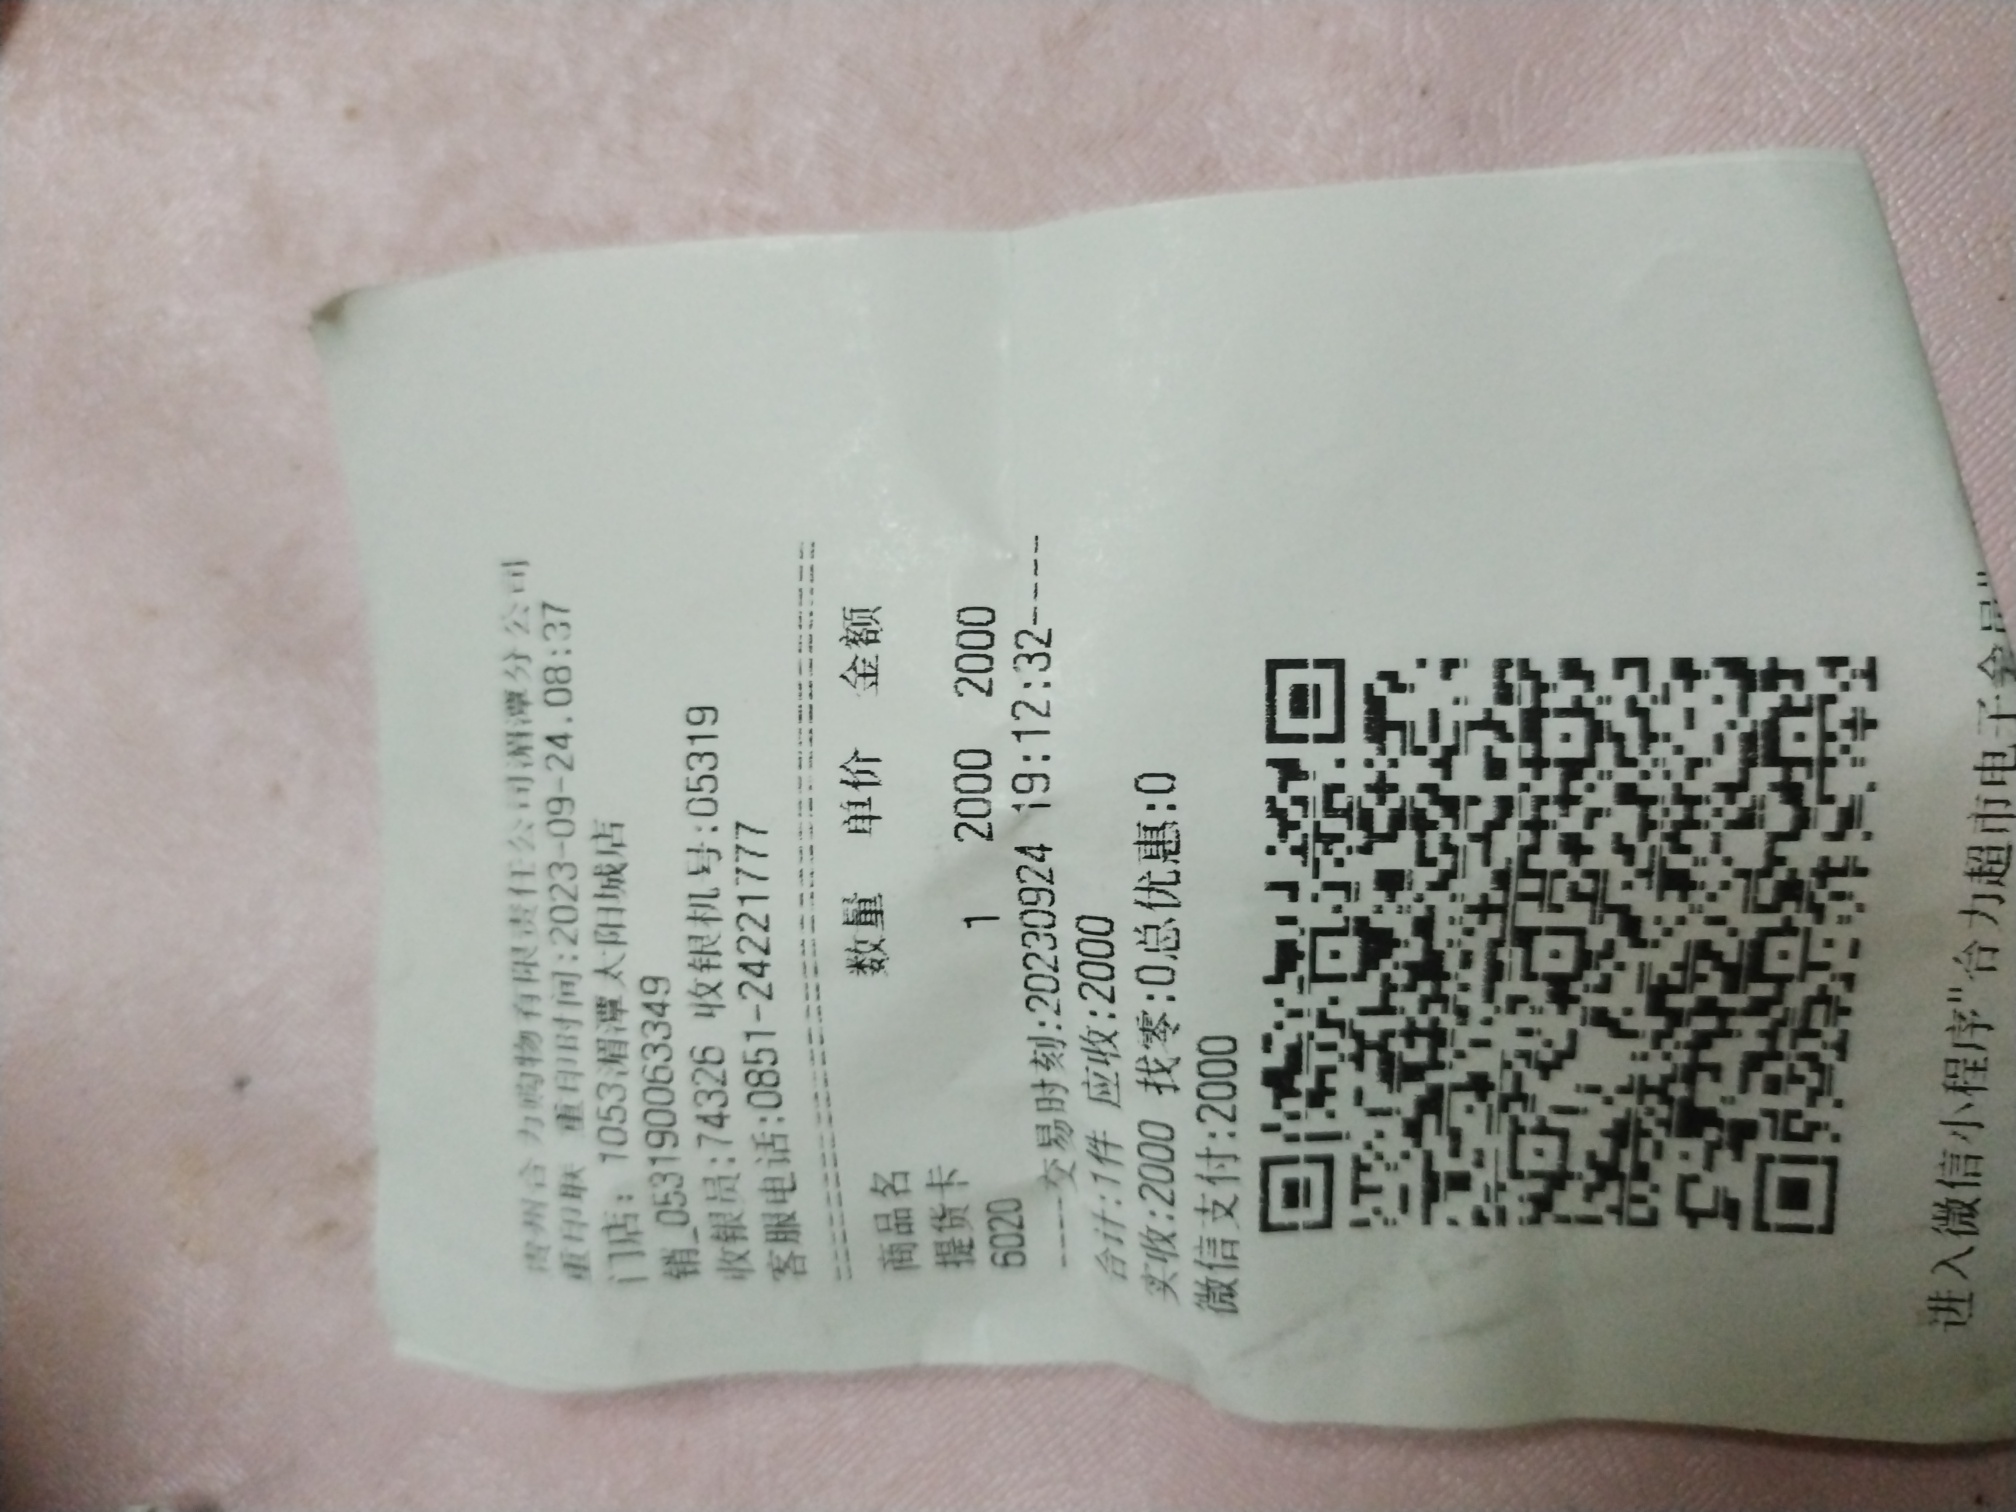 贵州合力购物有限责任公司湄潭分公司
重印联 重印时间:2023-09-24.08:37
门店: 1053湄潭太阳城店
销_053190063349
收银员:74326 收银机号:05319
客服电话:0851-24221777
商品名 数量 单价 金额
提货卡
6020 1 2000 2000
----交易时刻:20230924 19:12:32----
合计:1件 应收:2000
实收:2000 找零:0总优惠:0
微信支付:2000
进入微信小程序"合力超市电子会员"